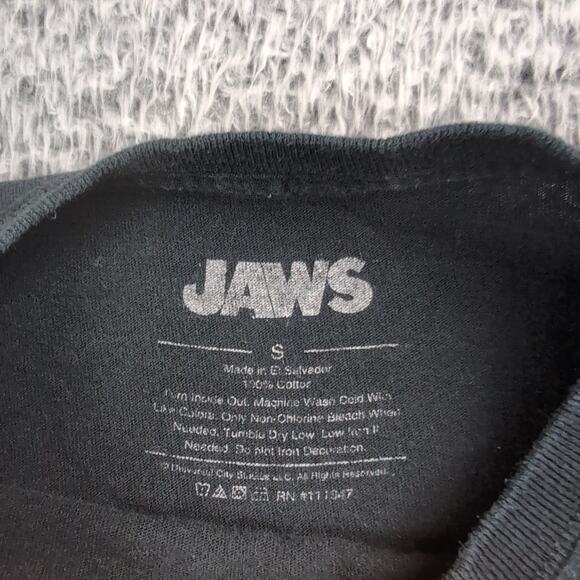 JAWS
S
Made in El Salvador
100% Cotton
Turn Inside Out. Machine Wash Cold With
Like Colors. Only Non-Chlorine Bleach When
Needed. Tumble Dry Low. Low Iron If
Needed. Do Not Iron Decoration.
© Universal City Studios LLC. All Rights Reserved.
RN #111347